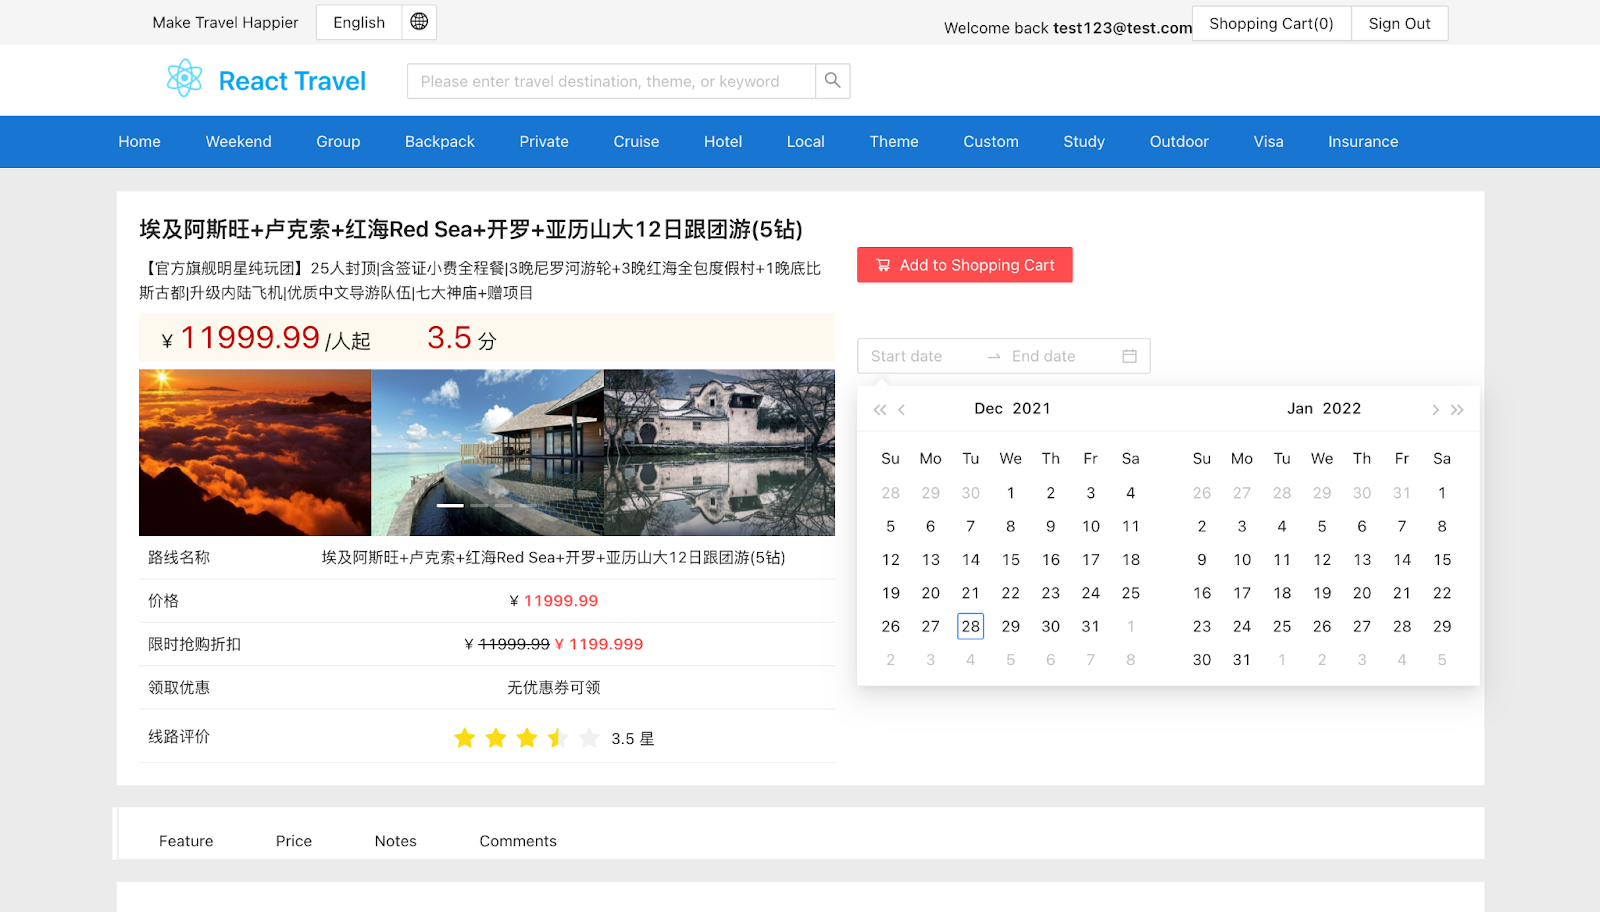 Make Travel Happier English
Welcome back test123@test.com Shopping Cart(0) Sign Out
React Travel Please enter travel destination, theme, or keyword
Home Weekend Group Backpack Private Cruise Hotel Local Theme Custom Study Outdoor Visa Insurance
埃及阿斯旺+卢克索+红海Red Sea+开罗+亚历山大12日跟团游(5钻)
【官方旗舰明星纯玩团】25人封顶|含签证小费全程餐|3晚尼罗河游轮+3晚红海全包度假村+1晚底比
斯古都|升级内陆飞机|优质中文导游队伍|七大神庙+赠项目
¥ 11999.99 /人起 3.5 分
路线名称 埃及阿斯旺+卢克索+红海Red Sea+开罗+亚历山大12日跟团游(5钻)
价格 ¥ 11999.99
限时抢购折扣 ¥ 11999.99 ¥ 1199.999
领取优惠 无优惠券可领
线路评价 3.5 星
Add to Shopping Cart
Start date End date
Dec 2021
Su Mo Tu We Th Fr Sa
28 29 30 1 2 3 4
5 6 7 8 9 10 11
12 13 14 15 16 17 18
19 20 21 22 23 24 25
26 27 28 29 30 31 1
2 3 4 5 6 7 8
Jan 2022
Su Mo Tu We Th Fr Sa
26 27 28 29 30 31 1
2 3 4 5 6 7 8
9 10 11 12 13 14 15
16 17 18 19 20 21 22
23 24 25 26 27 28 29
30 31 1 2 3 4 5
Feature Price Notes Comments